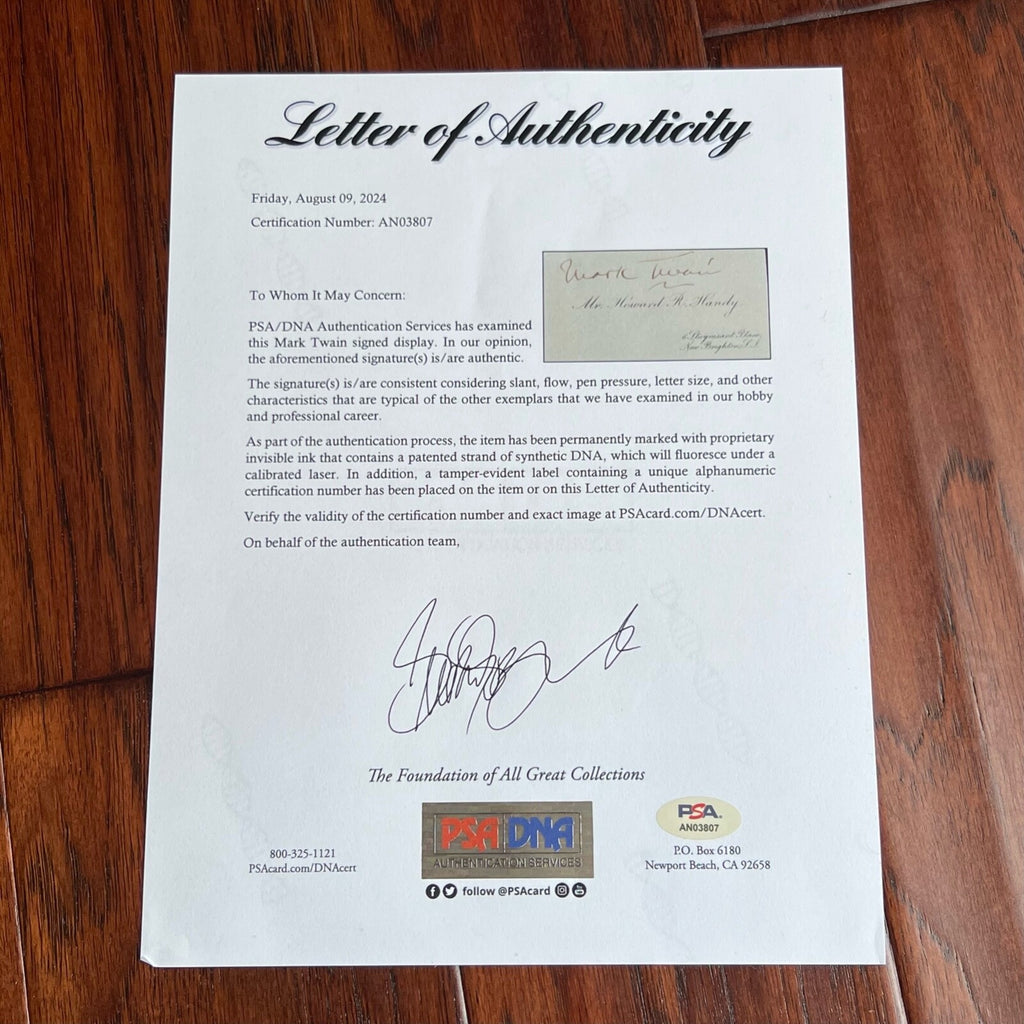 Letter of Authenticity
Friday, August 09, 2024
Certification Number: AN03807
Mark Twain
Mr. Howard R. Handy
6 Stuyvesant Place,
New Brighton, S.I.
To Whom It May Concern:
PSA/DNA Authentication Services has examined
this Mark Twain signed display. In our opinion,
the aforementioned signature(s) is/are authentic.
The signature(s) is/are consistent considering slant, flow, pen pressure, letter size, and other
characteristics that are typical of the other exemplars that we have examined in our hobby
and professional career.
As part of the authentication process, the item has been permanently marked with proprietary
invisible ink that contains a patented strand of synthetic DNA, which will fluoresce under a
calibrated laser. In addition, a tamper-evident label containing a unique alphanumeric
certification number has been placed on the item or on this Letter of Authenticity.
Verify the validity of the certification number and exact image at PSAcard.com/DNAcert.
On behalf of the authentication team,
The Foundation of All Great Collections
800-325-1121
PSAcard.com/DNAcert
PSA DNA
AUTHENTICATION SERVICES
follow @PSAcard
PSA
AN03807
P.O. Box 6180
Newport Beach, CA 92658